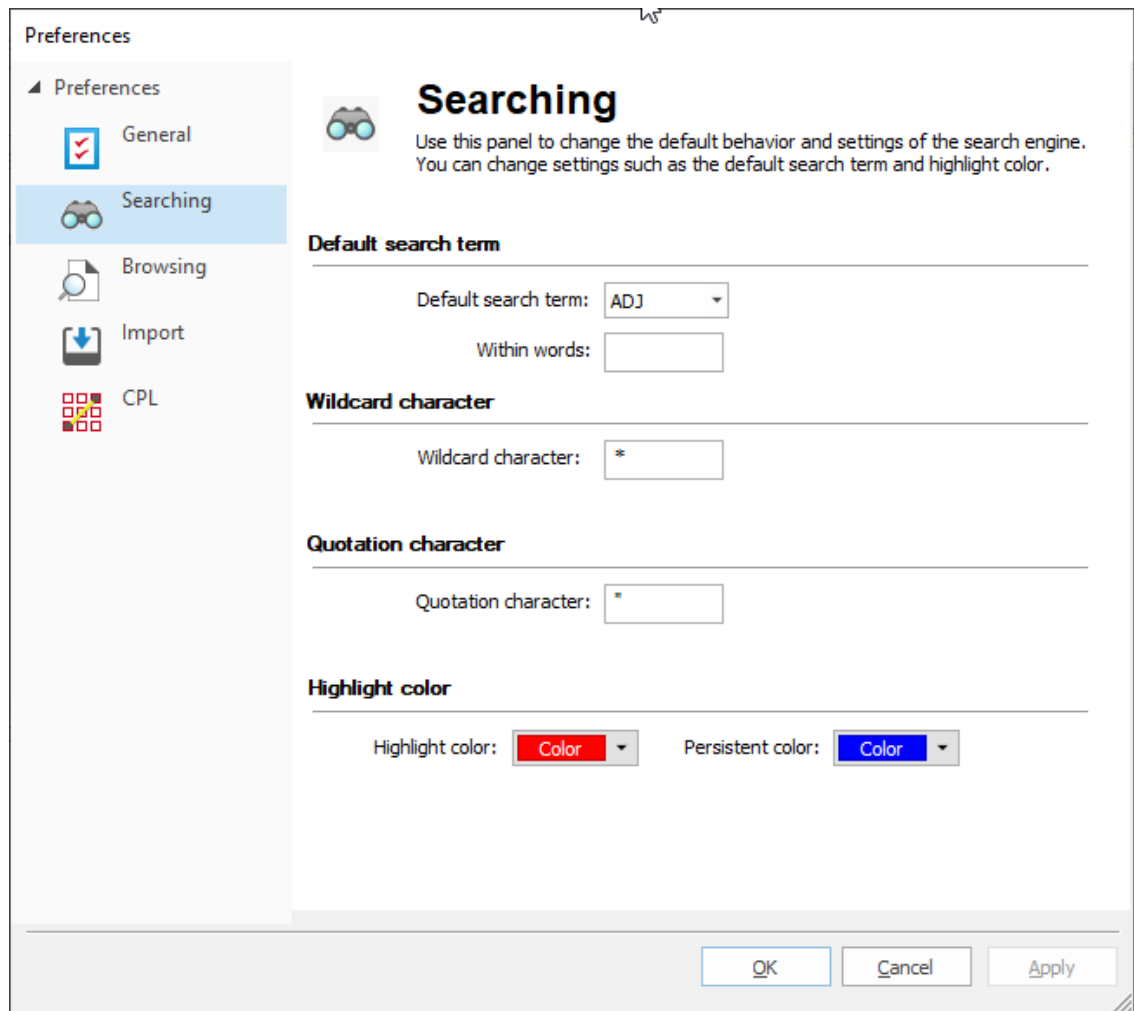 Preferences
Preferences
General
Searching
Browsing
Import
CPL
Searching
Use this panel to change the default behavior and settings of the search engine.
You can change settings such as the default search term and highlight color.
Default search term
Default search term: ADJ
Within words:
Wildcard character
Wildcard character: *
Quotation character
Quotation character: "
Highlight color
Highlight color: Color Persistent color: Color
OK Cancel Apply